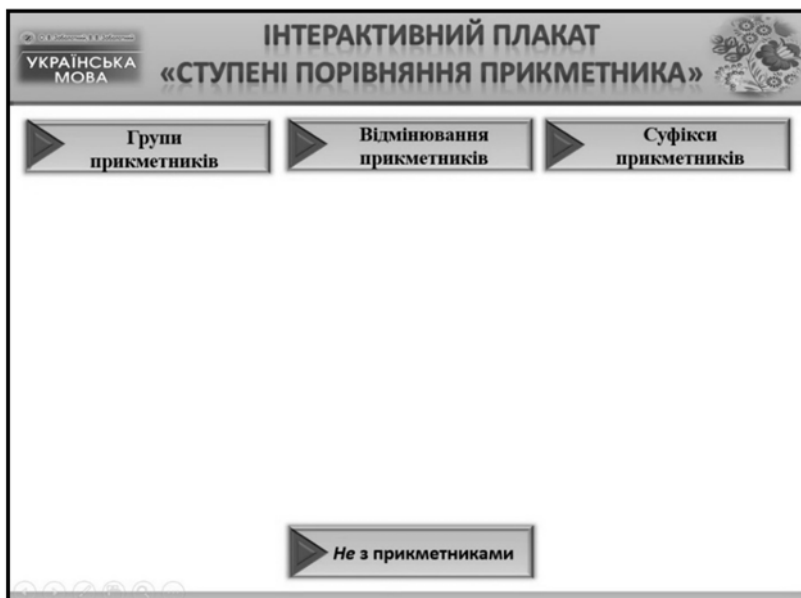 ІНТЕРАКТИВНИЙ ПЛАКАТ
УКРАЇНСЬКА
МОВА
«СТУПЕНІ ПОРІВНЯННЯ ПРИКМЕТНИКА»
Групи
прикметників
Відмінювання
прикметників
Суфікси
прикметників
Не з прикметниками